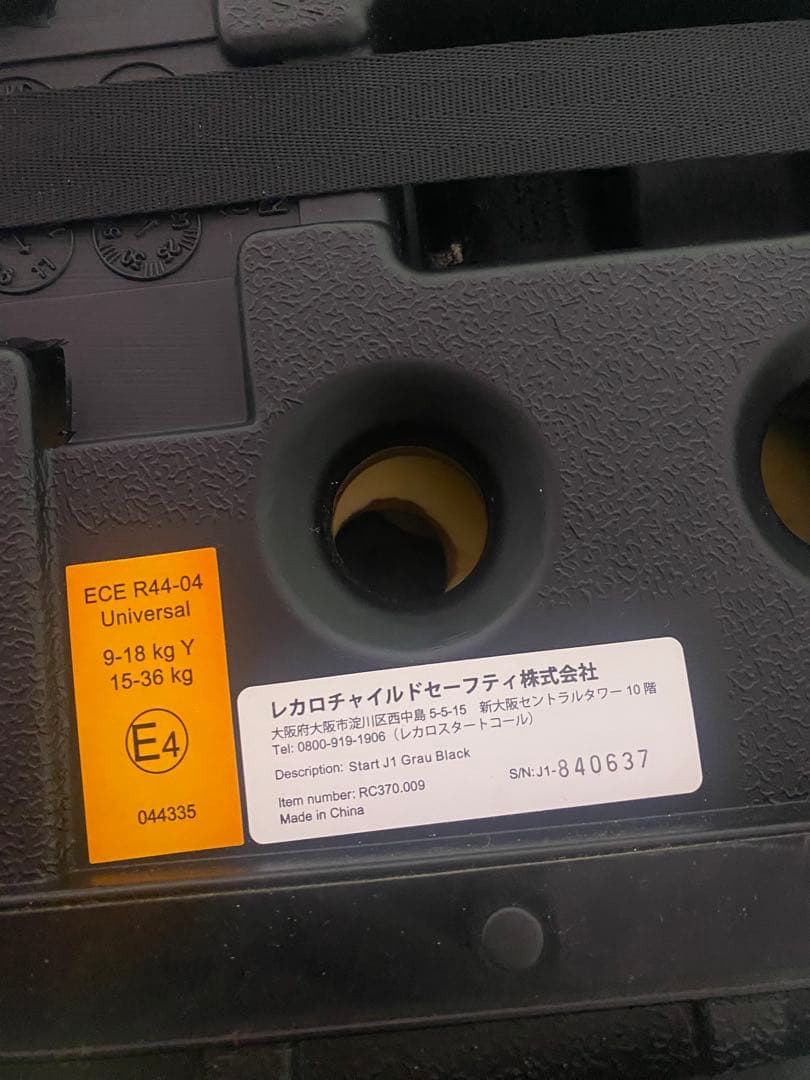 ECE R44-04
Universal
9-18 kg Y
15-36 kg
E4
044335
レカロチャイルドセーフティ株式会社
大阪府大阪市淀川区西中島 5-5-15 新大阪セントラルタワー 10 階
Tel: 0800-919-1906（レカロスタートコール）
Description: Start J1 Grau Black
Item number: RC370.009
S/N: J1-840637
Made in China